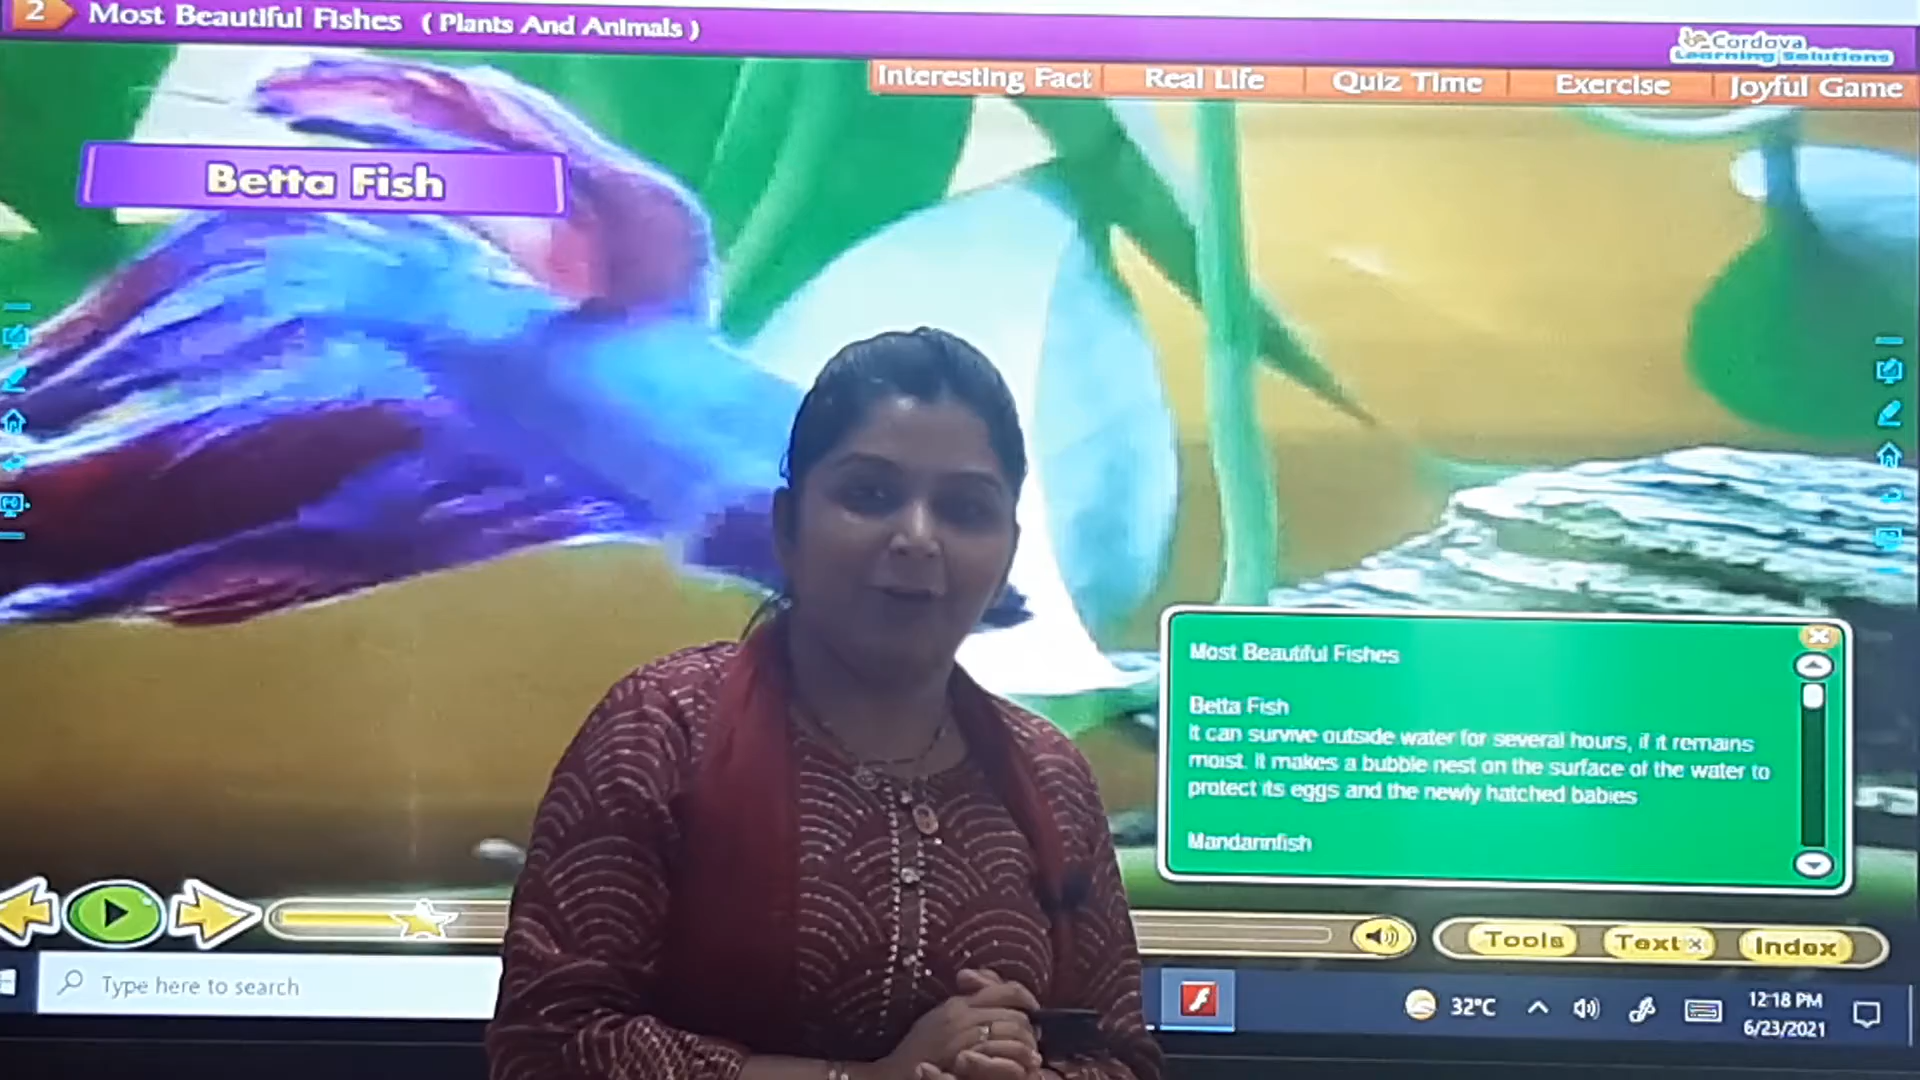 2 Most Beautiful Fishes ( Plants And Animals )
Cordova
Learning Solutions
Interesting Fact Real Life Quiz Time Exercise Joyful Game
Betta Fish
Most Beautiful Fishes
Betta Fish
It can survive outside water for several hours, if it remains
moist. It makes a bubble nest on the surface of the water to
protect its eggs and the newly hatched babies
Mandarinfish
Tools Text x Index
Type here to search
32°C
12:18 PM
6/23/2021